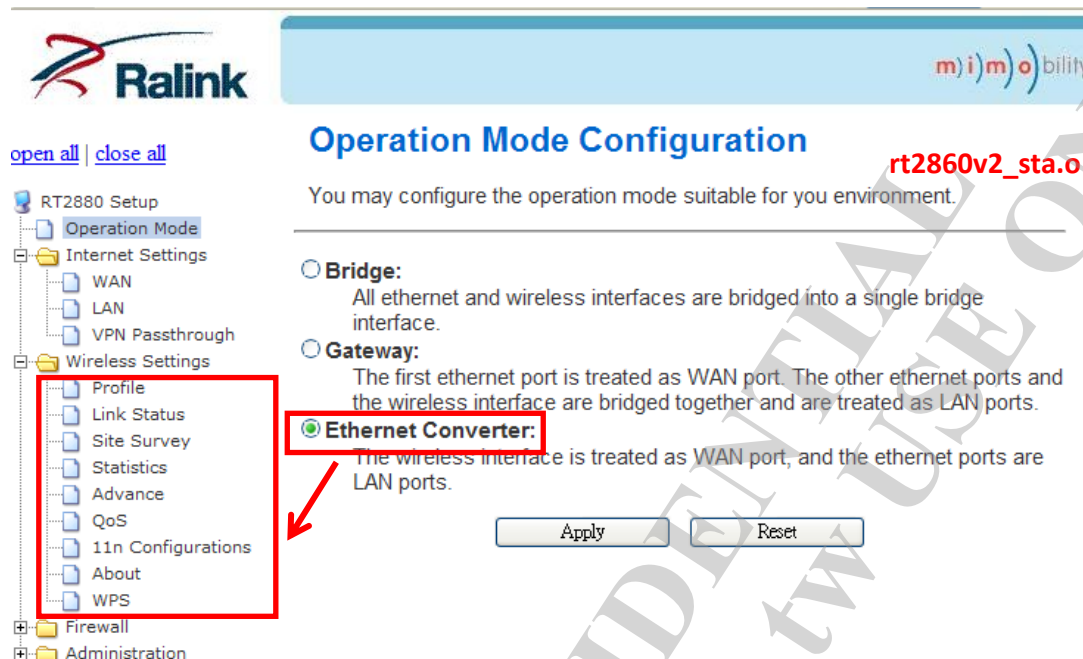 Ralink
m)i)m)o)bility
open all | close all
Operation Mode Configuration
rt2860v2_sta.o
You may configure the operation mode suitable for you environment.
RT2880 Setup
Operation Mode
Internet Settings
WAN
LAN
VPN Passthrough
Wireless Settings
Profile
Link Status
Site Survey
Statistics
Advance
QoS
11n Configurations
About
WPS
Firewall
Administration
Bridge:
All ethernet and wireless interfaces are bridged into a single bridge
interface.
Gateway:
The first ethernet port is treated as WAN port. The other ethernet ports and
the wireless interface are bridged together and are treated as LAN ports.
Ethernet Converter:
The wireless interface is treated as WAN port, and the ethernet ports are
LAN ports.
Apply
Reset
NDENTIAL
tw USE O